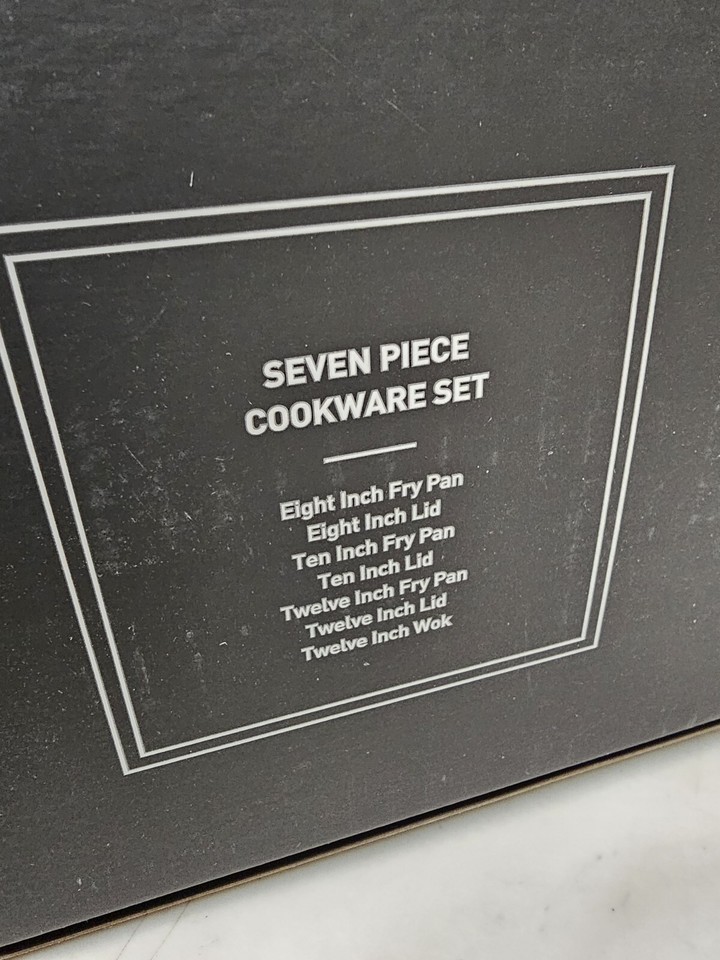 SEVEN PIECE
COOKWARE SET
Eight Inch Fry Pan
Eight Inch Lid
Ten Inch Fry Pan
Ten Inch Lid
Twelve Inch Fry Pan
Twelve Inch Lid
Twelve Inch Wok